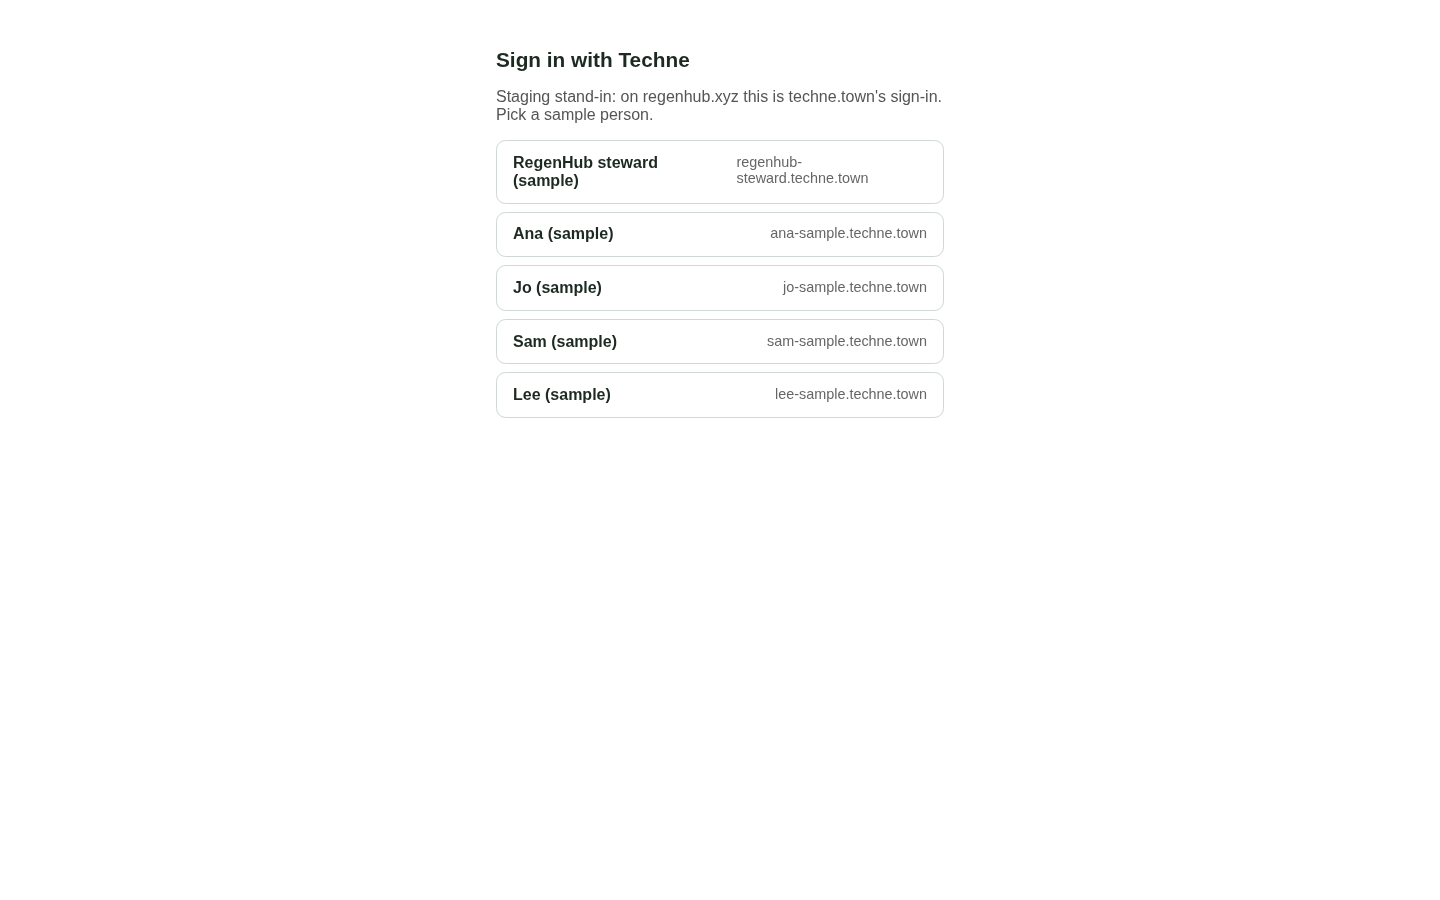 Sign in with Techne
Staging stand-in: on regenhub.xyz this is techne.town's sign-in.
Pick a sample person.
RegenHub steward
(sample)
regenhub-
steward.techne.town
Ana (sample)
ana-sample.techne.town
Jo (sample)
jo-sample.techne.town
Sam (sample)
sam-sample.techne.town
Lee (sample)
lee-sample.techne.town